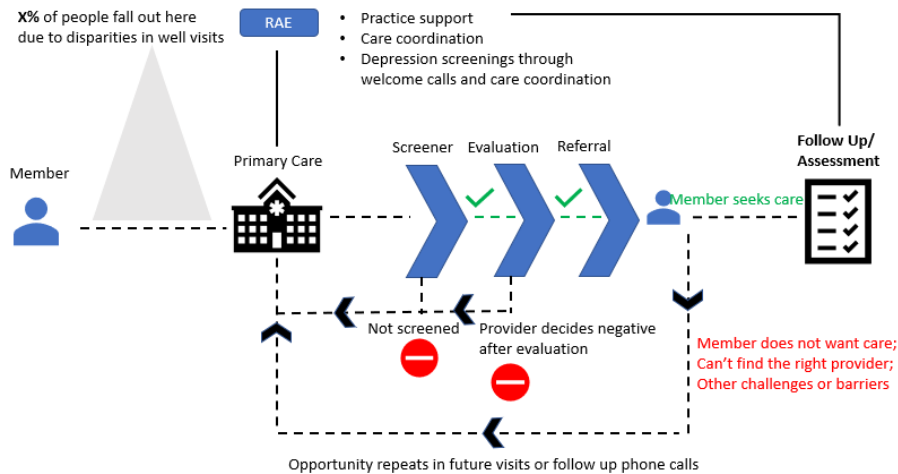 X% of people fall out here
due to disparities in well visits
RAE
• Practice support
• Care coordination
• Depression screenings through
welcome calls and care coordination
Member
Primary Care
Screener
Evaluation
Referral
Follow Up/
Assessment
Member seeks care
Not screened
Provider decides negative
after evaluation
Member does not want care;
Can't find the right provider;
Other challenges or barriers
Opportunity repeats in future visits or follow up phone calls